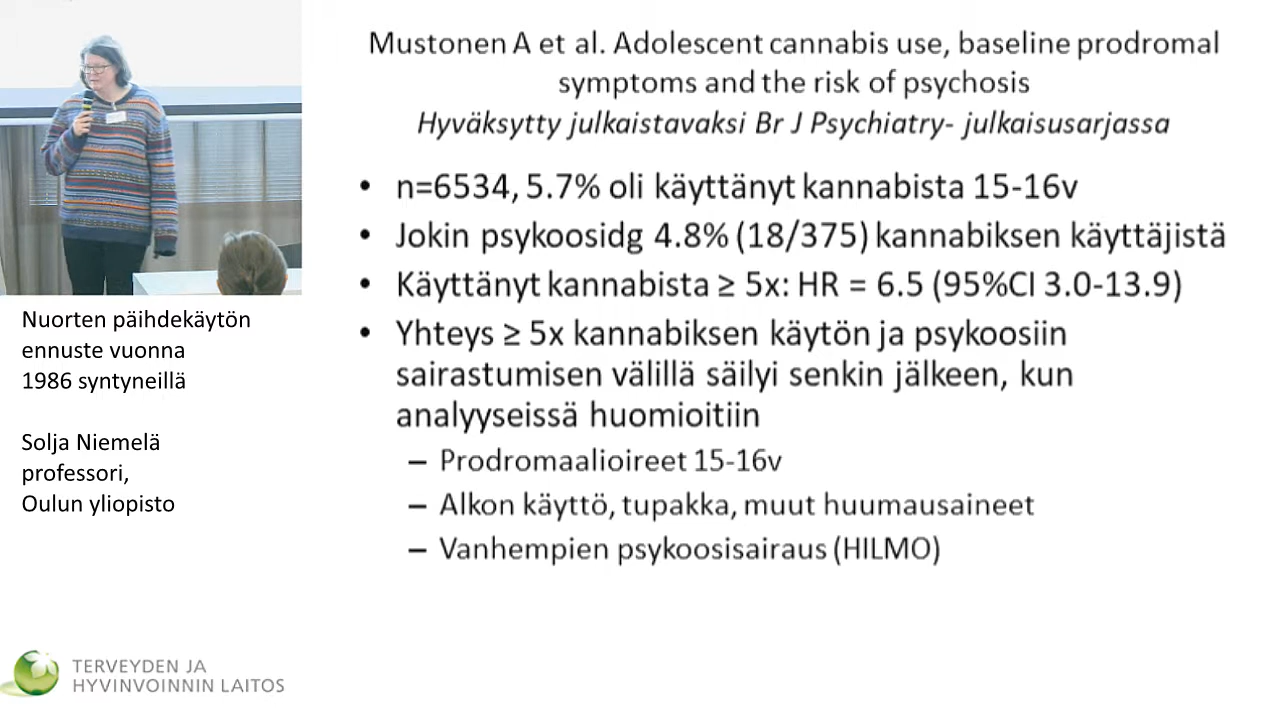 Mustonen A et al. Adolescent cannabis use, baseline prodromal
symptoms and the risk of psychosis
Hyväksytty julkaistavaksi Br J Psychiatry- julkaisusarjassa
• n=6534, 5.7% oli käyttänyt kannabista 15-16v
• Jokin psykoosidg 4.8% (18/375) kannabiksen käyttäjistä
• Käyttänyt kannabista ≥ 5x: HR = 6.5 (95%CI 3.0-13.9)
• Yhteys ≥ 5x kannabiksen käytön ja psykoosiin
sairastumisen välillä säilyi senkin jälkeen, kun
analyyseissä huomioitiin
– Prodromaalioireet 15-16v
– Alkon käyttö, tupakka, muut huumausaineet
– Vanhempien psykoosisairaus (HILMO)
Nuorten päihdekäytön
ennuste vuonna
1986 syntyneillä
Solja Niemelä
professori,
Oulun yliopisto
TERVEYDEN JA
HYVINVOINNIN LAITOS